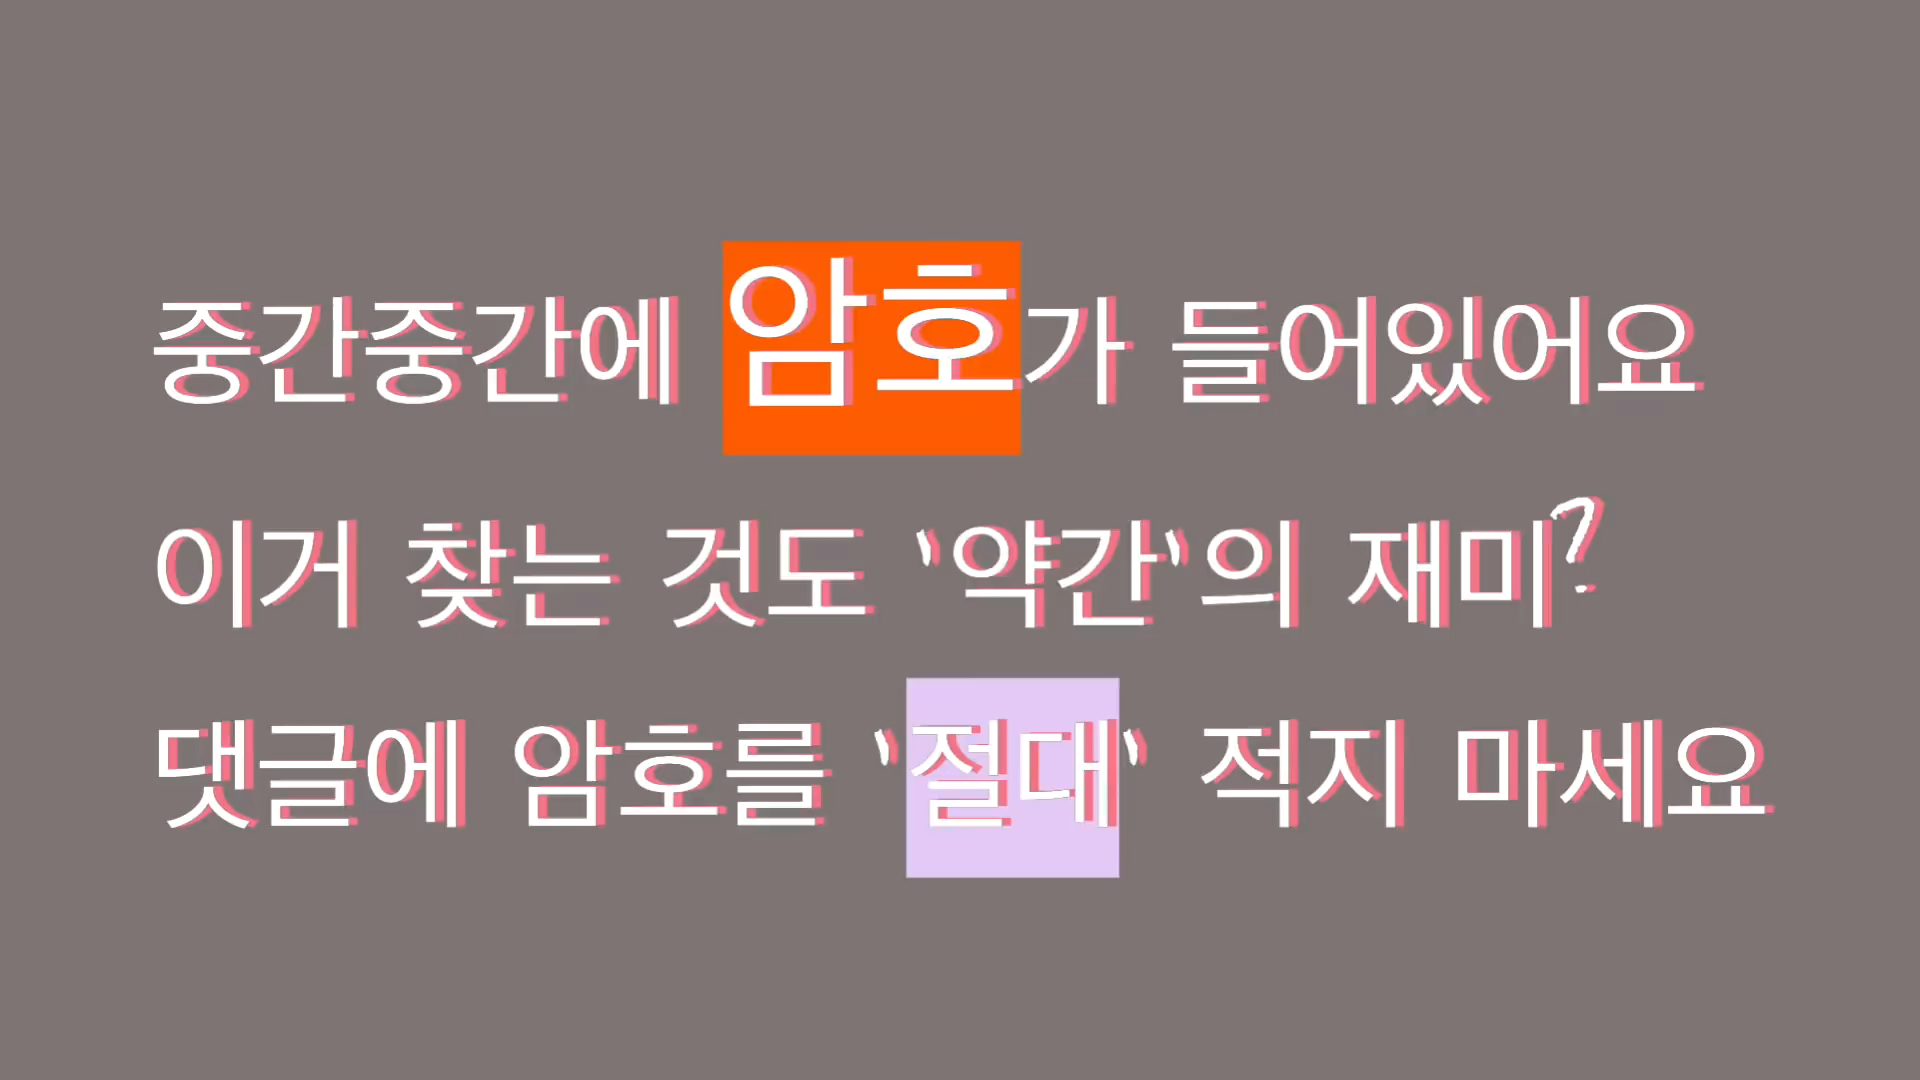 중간중간에 암호가 들어있어요
이거 찾는 것도 '약간'의 재미?
댓글에 암호를 '절대' 적지 마세요